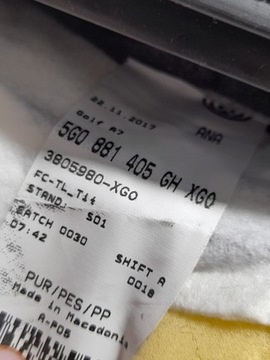 22.11.2017
Golf A7 ANA
5G0 881 405 GH XGO
3805980-XGO
FC-TL_T14
STAND: S01
BATCH 0030 SHIFT A
07:42 0018
PUR/PES/PP
Made in Macedonia
A-P05